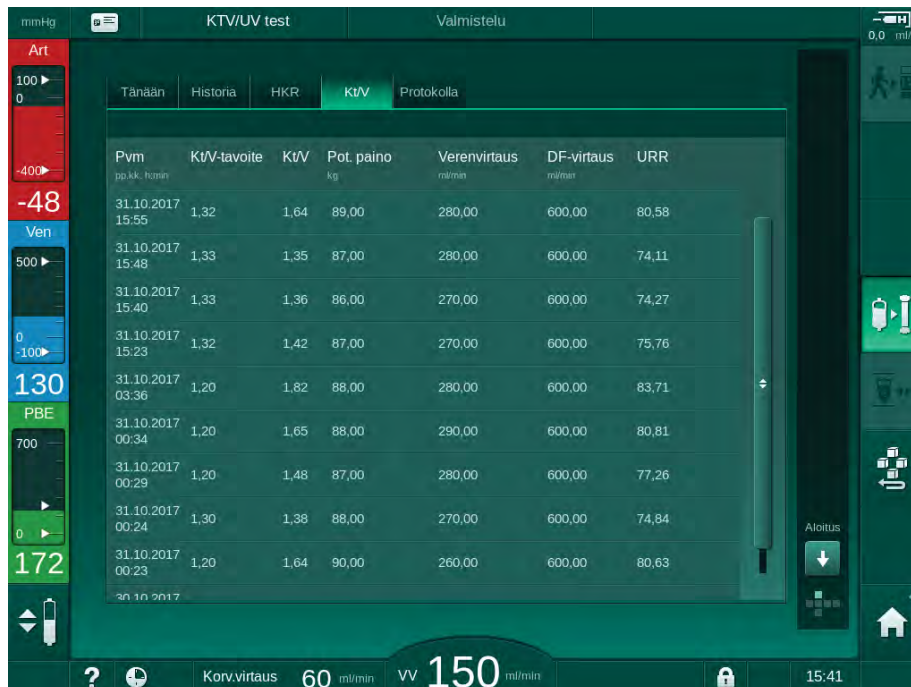 mmHg
KTV/UV test
Valmistelu
0,0 ml/
Art
100
0
-400
-48
Ven
500
0
-100
130
PBE
700
0
172
Tänään Historia HKR Kt/V Protokolla
Pvm Kt/V-tavoite Kt/V Pot. paino Verenvirtaus DF-virtaus URR
pp.kk. h:min kg ml/min ml/min
31.10.2017 15:55 1,32 1,64 89,00 280,00 600,00 80,58
31.10.2017 15:48 1,33 1,35 87,00 280,00 600,00 74,11
31.10.2017 15:40 1,33 1,36 86,00 270,00 600,00 74,27
31.10.2017 15:23 1,32 1,42 87,00 270,00 600,00 75,76
31.10.2017 03:36 1,20 1,82 88,00 280,00 600,00 83,71
31.10.2017 00:34 1,20 1,65 88,00 290,00 600,00 80,81
31.10.2017 00:29 1,20 1,48 87,00 280,00 600,00 77,26
31.10.2017 00:24 1,30 1,38 88,00 270,00 600,00 74,84
31.10.2017 00:23 1,20 1,64 90,00 260,00 600,00 80,63
30.10.2017
Aloitus
? Korv.virtaus 60 ml/min VV 150 ml/min 15:41